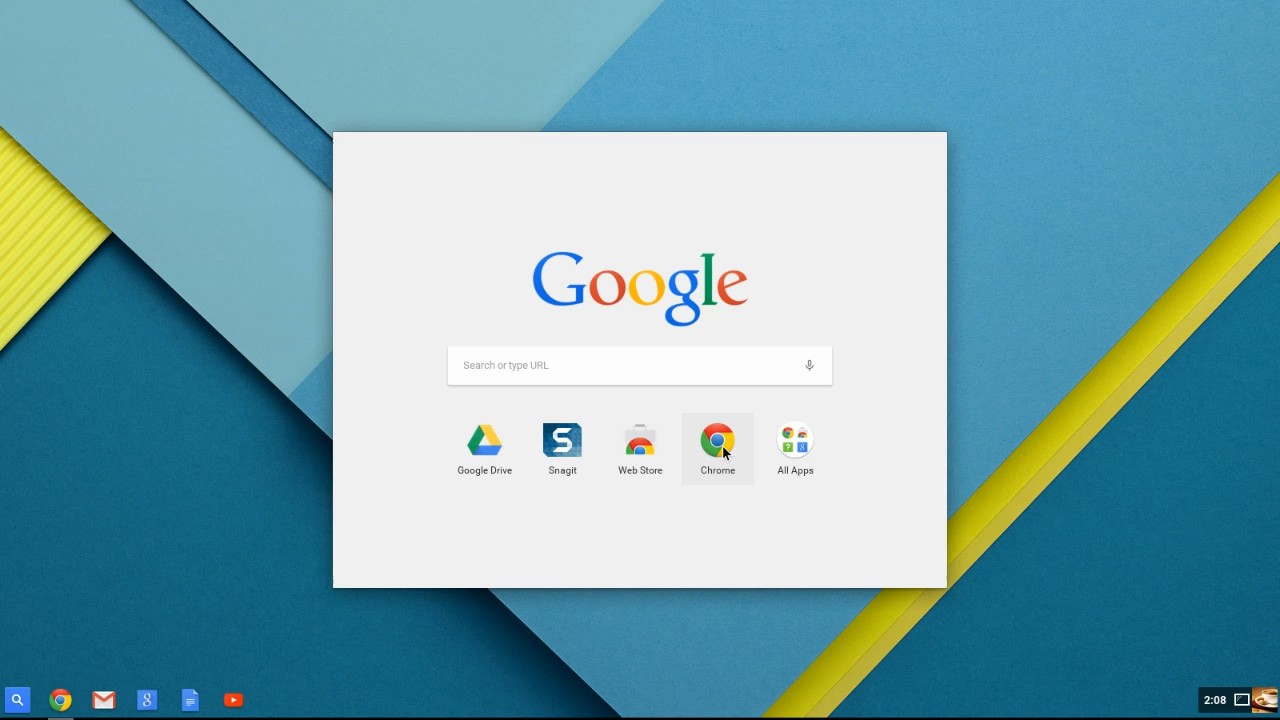 Google
Search or type URL
Google Drive
Snagit
Web Store
Chrome
All Apps
2:08